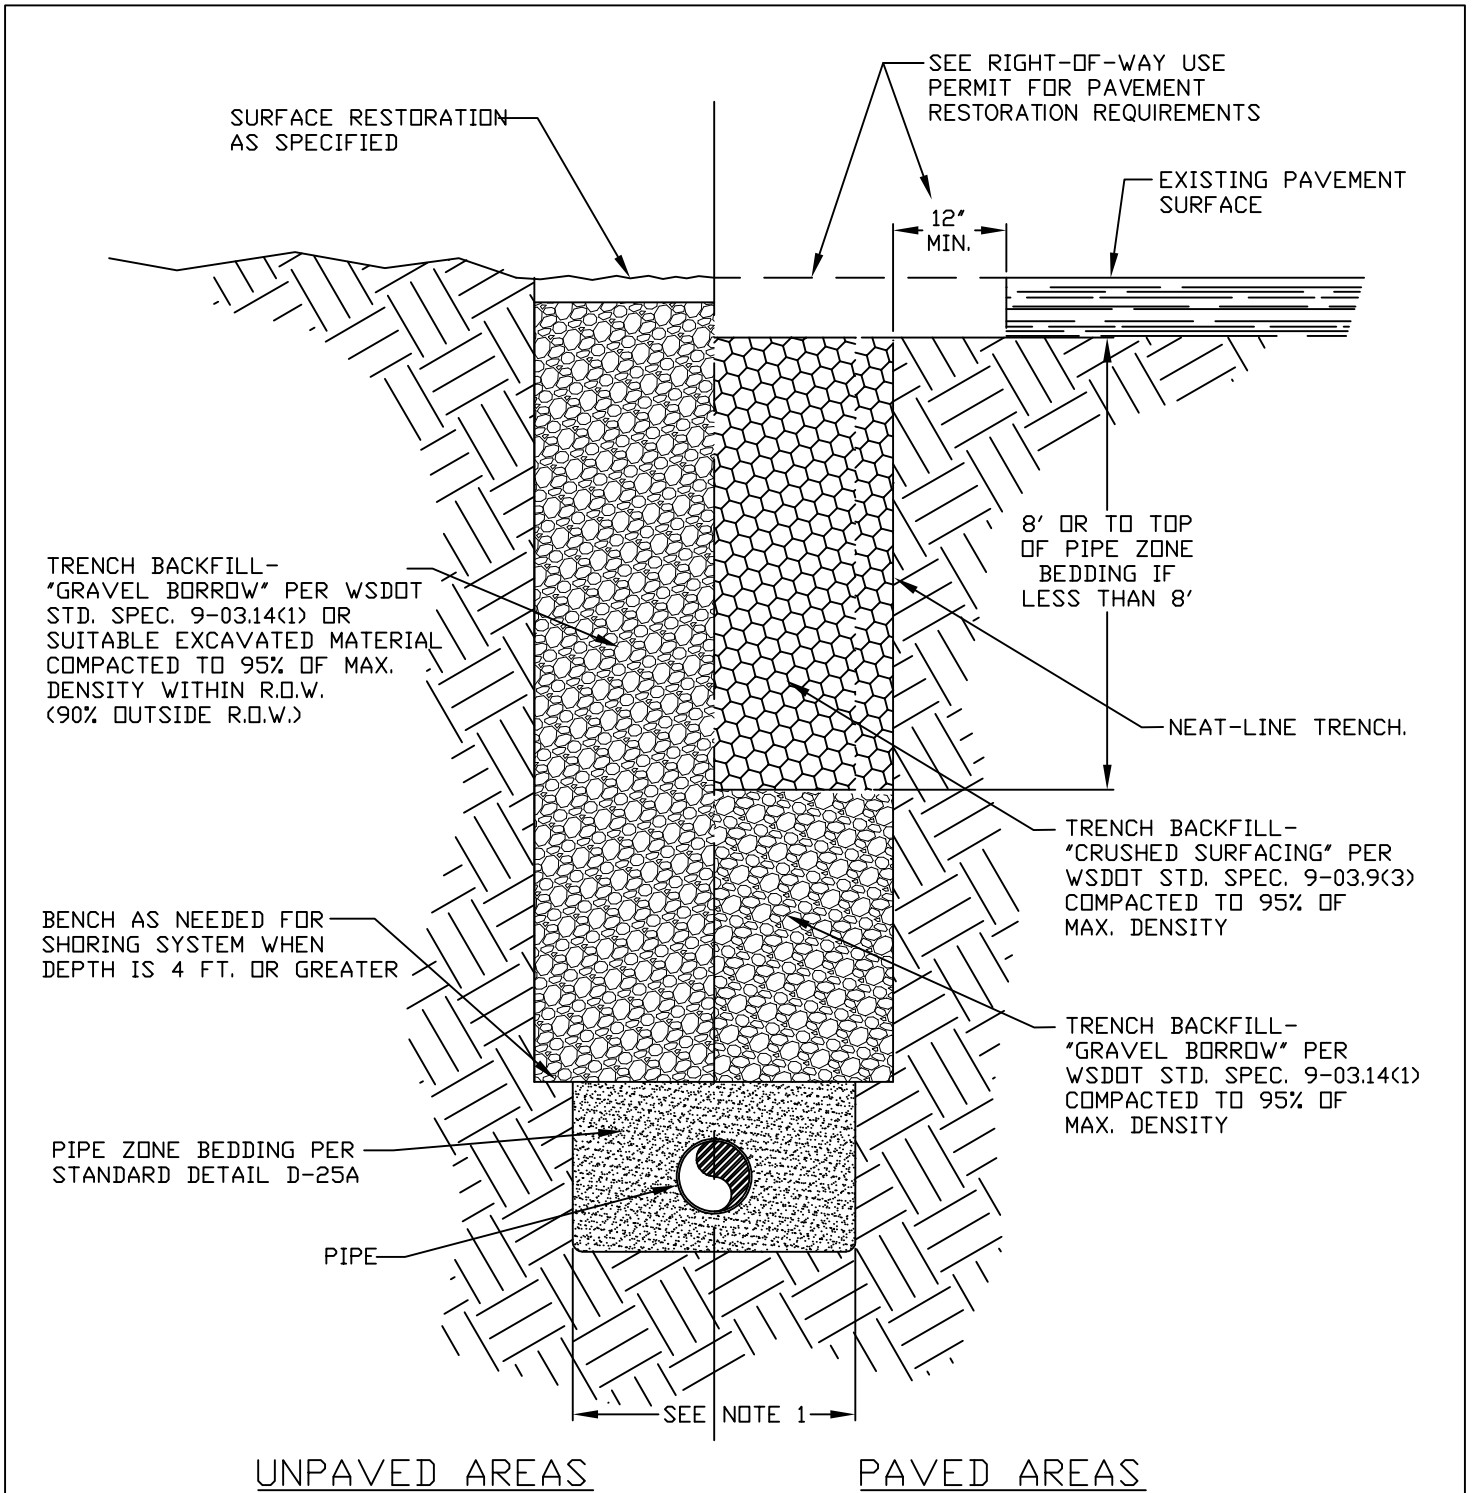 SEE RIGHT-OF-WAY USE
PERMIT FOR PAVEMENT
RESTORATION REQUIREMENTS
SURFACE RESTORATION
AS SPECIFIED
EXISTING PAVEMENT
SURFACE
12"
MIN.
8' OR TO TOP
OF PIPE ZONE
BEDDING IF
LESS THAN 8'
TRENCH BACKFILL-
"GRAVEL BORROW" PER WSDOT
STD. SPEC. 9-03.14(1) OR
SUITABLE EXCAVATED MATERIAL
COMPACTED TO 95% OF MAX.
DENSITY WITHIN R.O.W.
(90% OUTSIDE R.O.W.)
NEAT-LINE TRENCH.
TRENCH BACKFILL-
"CRUSHED SURFACING" PER
WSDOT STD. SPEC. 9-03.9(3)
COMPACTED TO 95% OF
MAX. DENSITY
BENCH AS NEEDED FOR
SHORING SYSTEM WHEN
DEPTH IS 4 FT. OR GREATER
TRENCH BACKFILL-
"GRAVEL BORROW" PER
WSDOT STD. SPEC. 9-03.14(1)
COMPACTED TO 95% OF
MAX. DENSITY
PIPE ZONE BEDDING PER
STANDARD DETAIL D-25A
PIPE
SEE NOTE 1
UNPAVED AREAS
PAVED AREAS